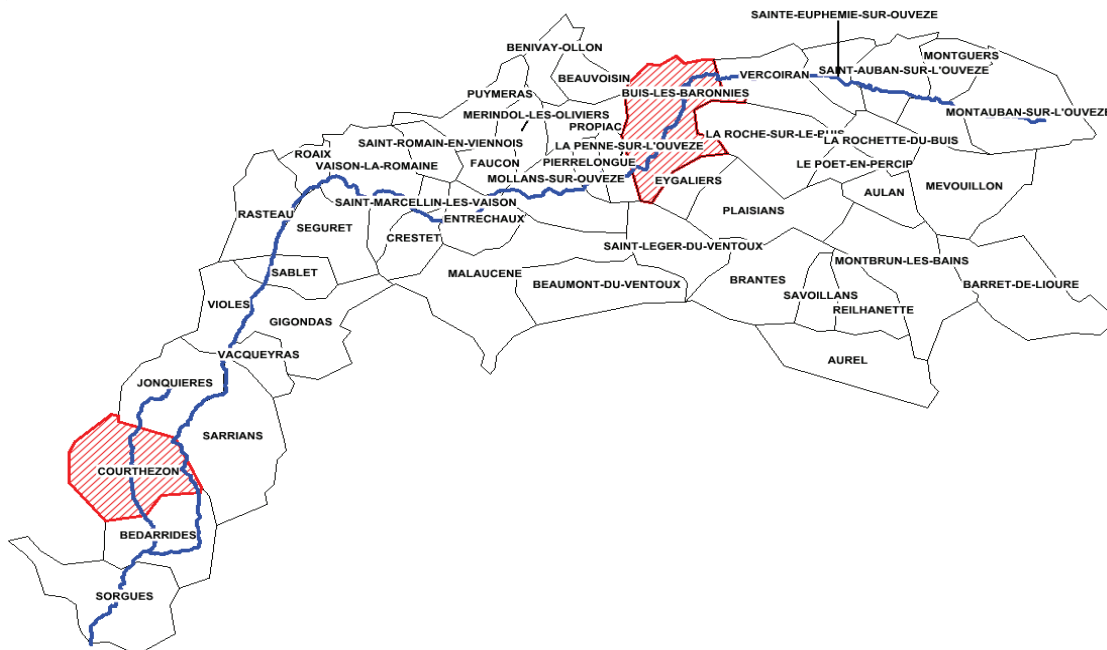 SAINTE-EUPHEMIE-SUR-OUVEZE
BENIVAY-OLLON
MONTGUERS
SAINT-AUBAN-SUR-L'OUVEZE
BEAUVOISIN
VERCOIRAN
PUYMERAS
BUIS-LES-BARONNIES
MERINDOL-LES-OLIVIERS
MONTAUBAN-SUR-L'OUVEZE
PROPIAC
LA ROCHE-SUR-LE-BUIS
SAINT-ROMAIN-EN-VIENNOIS
LA ROCHETTE-DU-BUIS
LA PENNE-SUR-L'OUVEZE
ROAIX
VAISON-LA-ROMAINE
FAUCON
PIERRELONGUE
LE POET-EN-PERCIP
MOLLANS-SUR-OUVEZE
EYGALIERS
AULAN
MEVOUILLON
SAINT-MARCELLIN-LES-VAISON
RASTEAU
ENTRECHAUX
PLAISIANS
SEGURET
CRESTET
SAINT-LEGER-DU-VENTOUX
MONTBRUN-LES-BAINS
SABLET
MALAUCENE
BEAUMONT-DU-VENTOUX
BRANTES
BARRET-DE-LIOURE
SAVOILLANS
VIOLES
REILHANETTE
GIGONDAS
VACQUEYRAS
AUREL
JONQUIERES
SARRIANS
COURTHEZON
BEDARRIDES
SORGUES